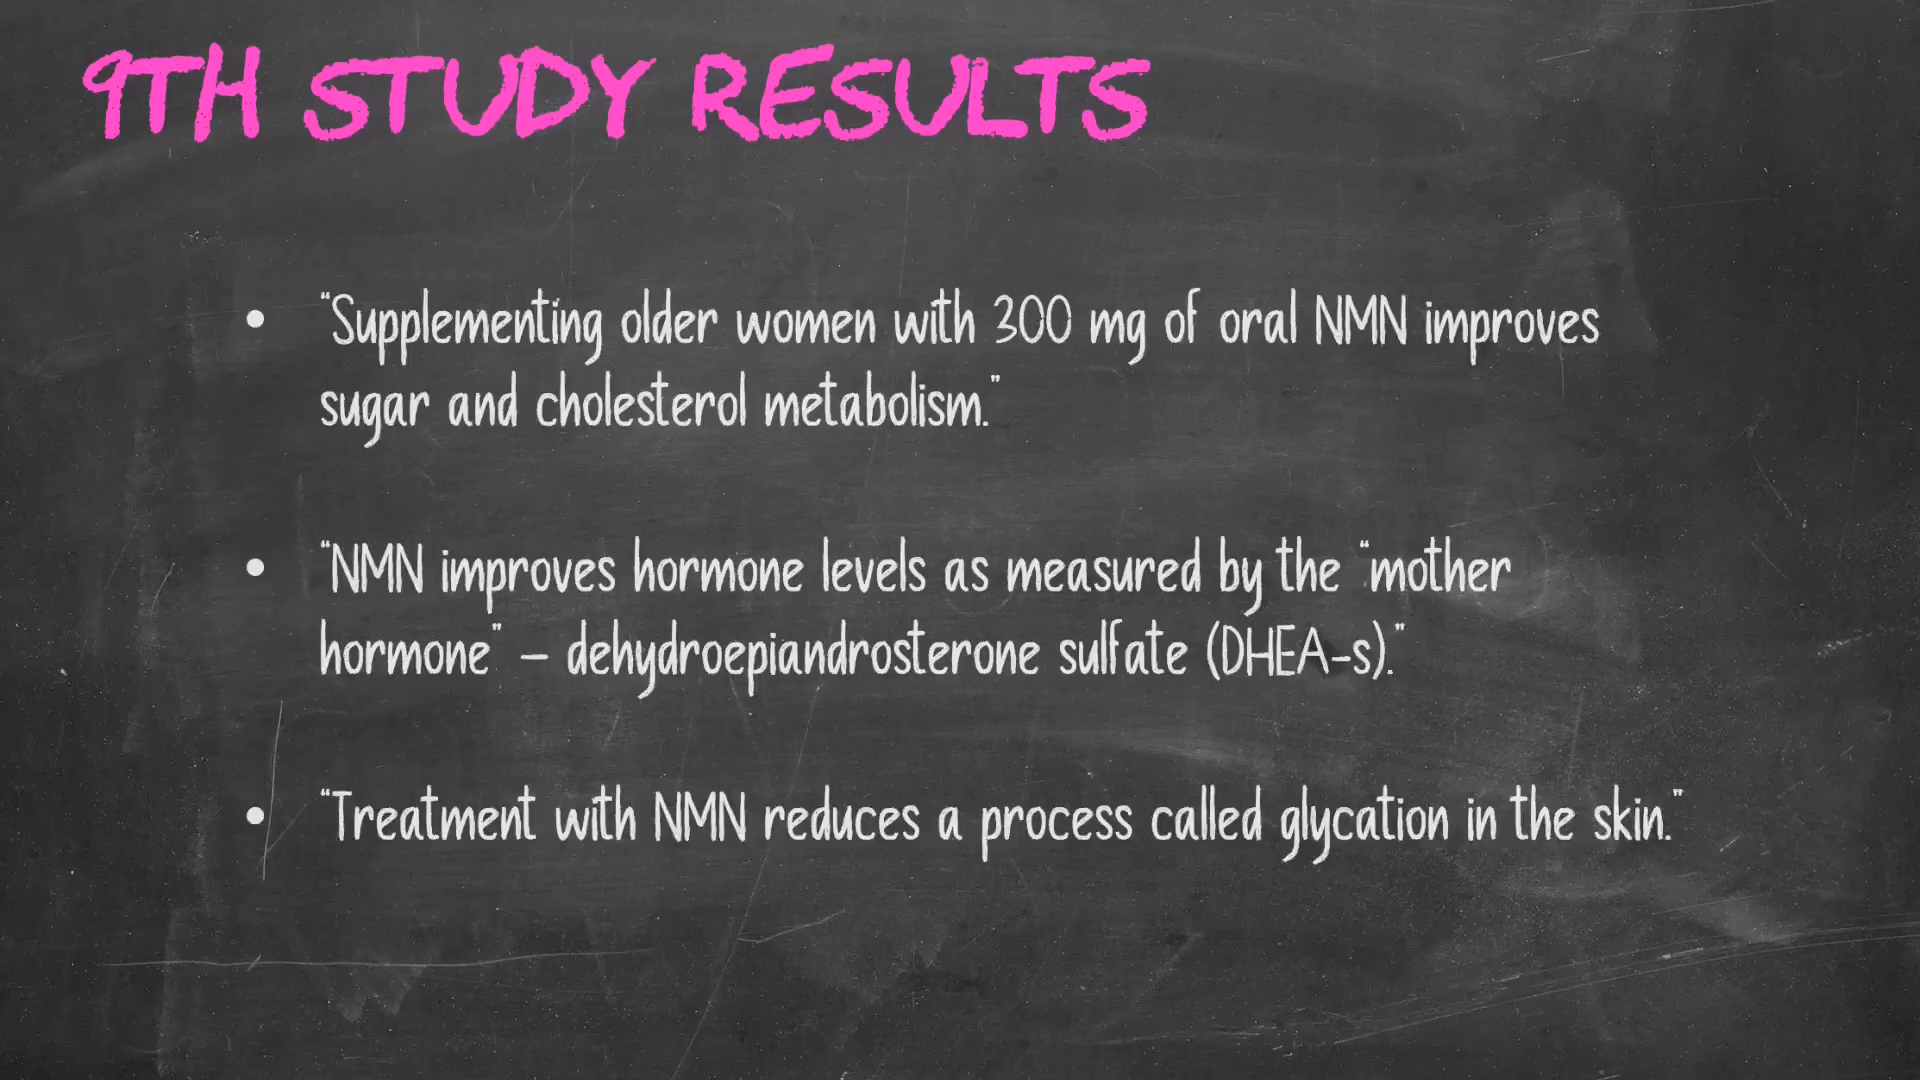 9TH STUDY RESULTS
• "Supplementing older women with 300 mg of oral NMN improves
sugar and cholesterol metabolism."
• "NMN improves hormone levels as measured by the "mother
hormone" – dehydroepiandrosterone sulfate (DHEA-s)."
• "Treatment with NMN reduces a process called glycation in the skin."